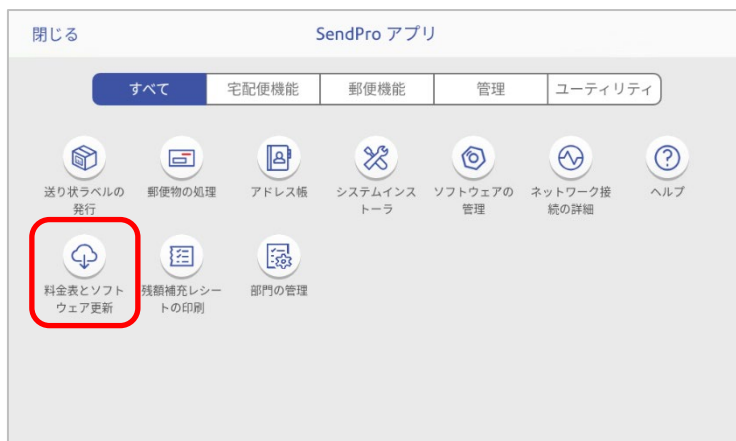 閉じる
SendPro アプリ
すべて
宅配便機能
郵便機能
管理
ユーティリティ
送り状ラベルの
発行
郵便物の処理
アドレス帳
システムインス
トーラ
ソフトウェアの
管理
ネットワーク接
続の詳細
ヘルプ
料金表とソフト
ウェア更新
残額補充レシー
トの印刷
部門の管理